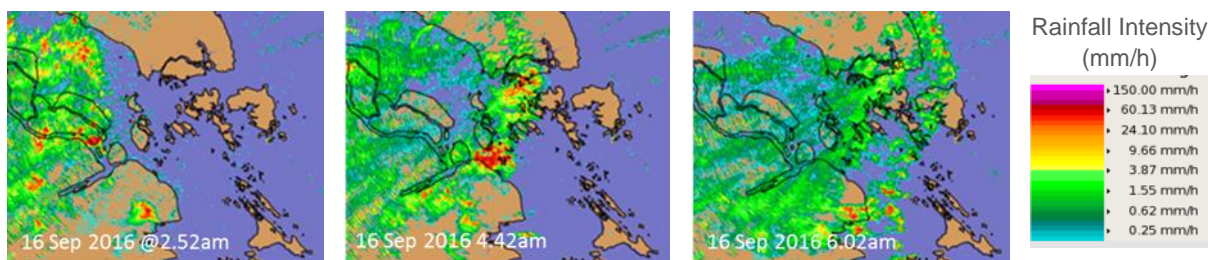 16 Sep 2016 @2.52am
16 Sep 2016 4.42am
16 Sep 2016 6.02am
Rainfall Intensity
(mm/h)
150.00 mm/h
60.13 mm/h
24.10 mm/h
9.66 mm/h
3.87 mm/h
1.55 mm/h
0.62 mm/h
0.25 mm/h